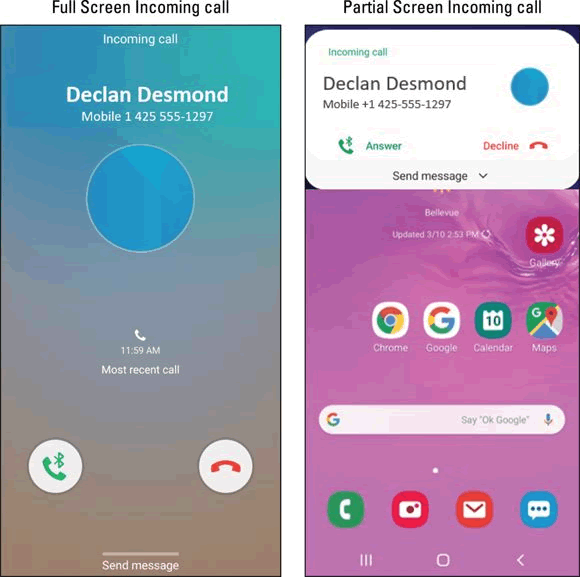 Full Screen Incoming call
Incoming call
Declan Desmond
Mobile 1 425 555-1297
11:59 AM
Most recent call
Send message
Partial Screen Incoming call
Incoming call
Declan Desmond
Mobile +1 425-555-1297
Answer
Decline
Send message
Bellevue
Updated 3/10 2:53 PM
Gallery
Chrome
Google
10
Calendar
Maps
G
Say "Ok Google"